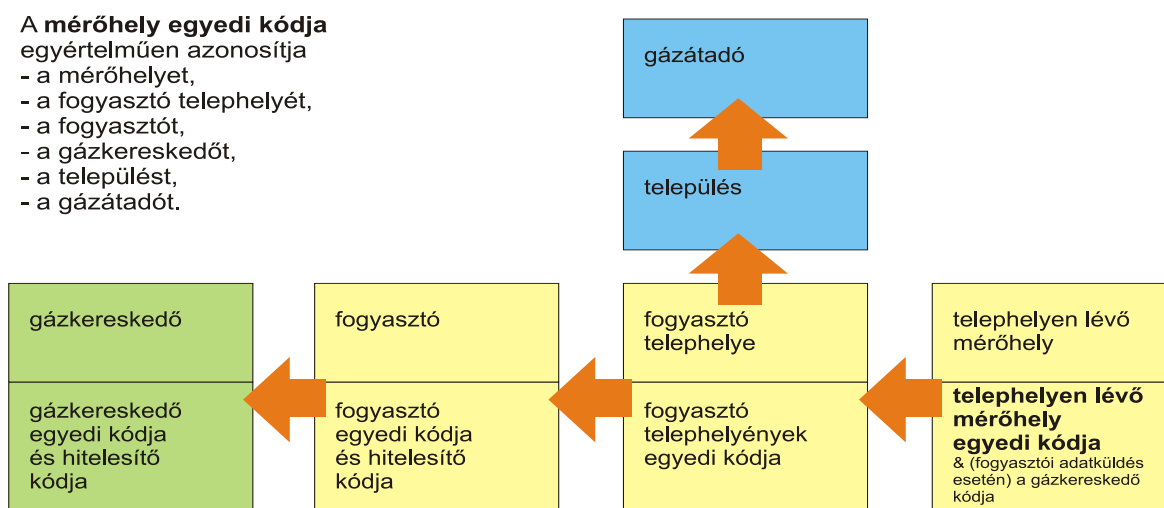 A mérőhely egyedi kódja
egyértelműen azonosítja
- a mérőhelyet,
- a fogyasztó telephelyét,
- a fogyasztót,
- a gázkereskedőt,
- a települést,
- a gázátadót.
gázátadó
település
gázkereskedő
fogyasztó
fogyasztó
telephelye
telephelyen lévő
mérőhely
gázkereskedő
egyedi kódja
és hitelesítő
kódja
fogyasztó
egyedi kódja
és hitelesítő
kódja
fogyasztó
telephelyények
egyedi kódja
telephelyen lévő
mérőhely
egyedi kódja
& (fogyasztói adatküldés
esetén) a gázkereskedő
kódja